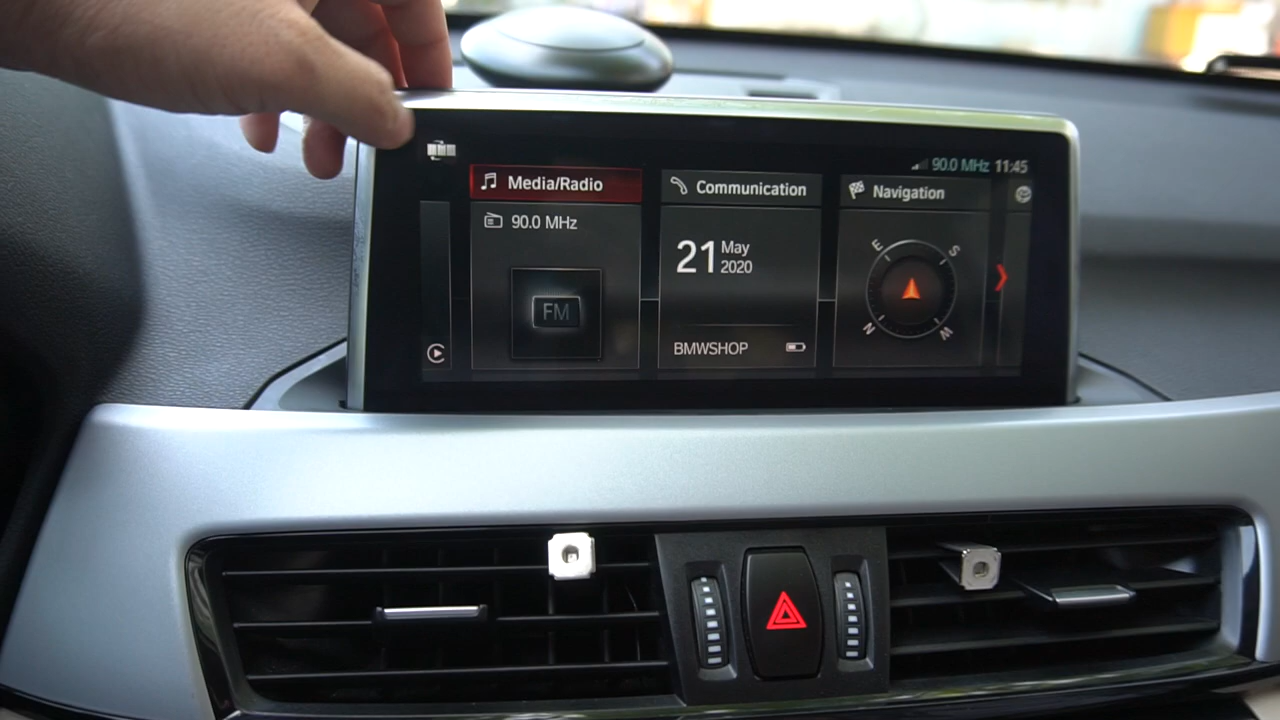 90.0 MHz 11:45
Media/Radio
90.0 MHz
FM
Communication
21 May
2020
BMWSHOP
Navigation
E
S
N
W